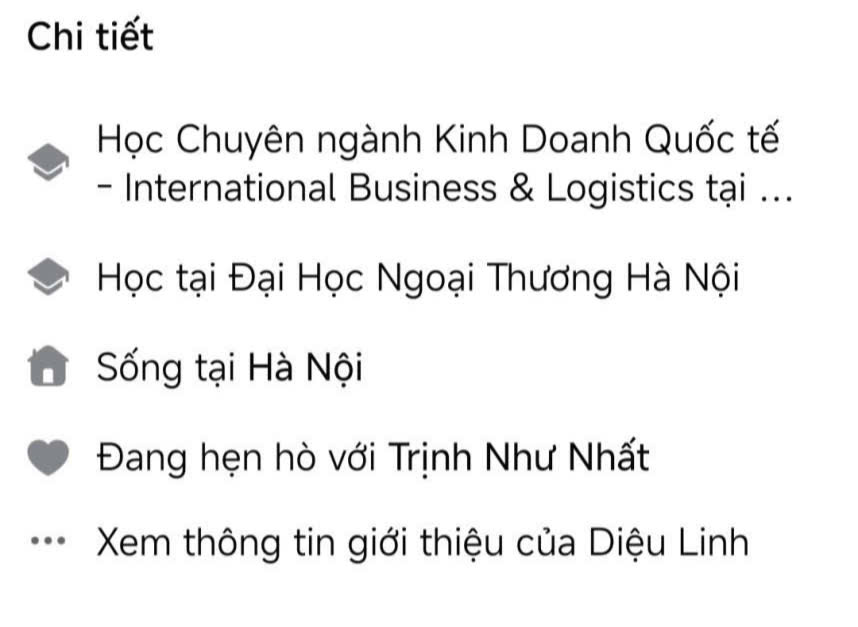 Chi tiết
Học Chuyên ngành Kinh Doanh Quốc tế
- International Business & Logistics tại ...
Học tại Đại Học Ngoại Thương Hà Nội
Sống tại Hà Nội
Đang hẹn hò với Trịnh Như Nhất
Xem thông tin giới thiệu của Diệu Linh